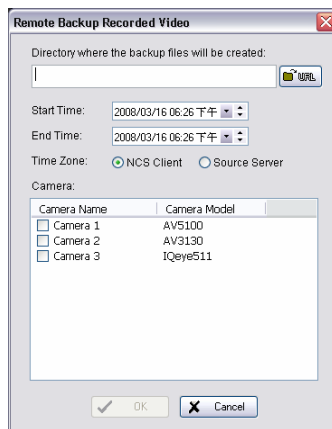 Remote Backup Recorded Video
Directory where the backup files will be created:
URL
Start Time: 2008/03/16 06:26 下午
End Time: 2008/03/16 06:26 下午
Time Zone: NCS Client Source Server
Camera:
Camera Name Camera Model
Camera 1 AV5100
Camera 2 AV3130
Camera 3 IQeye511
OK Cancel